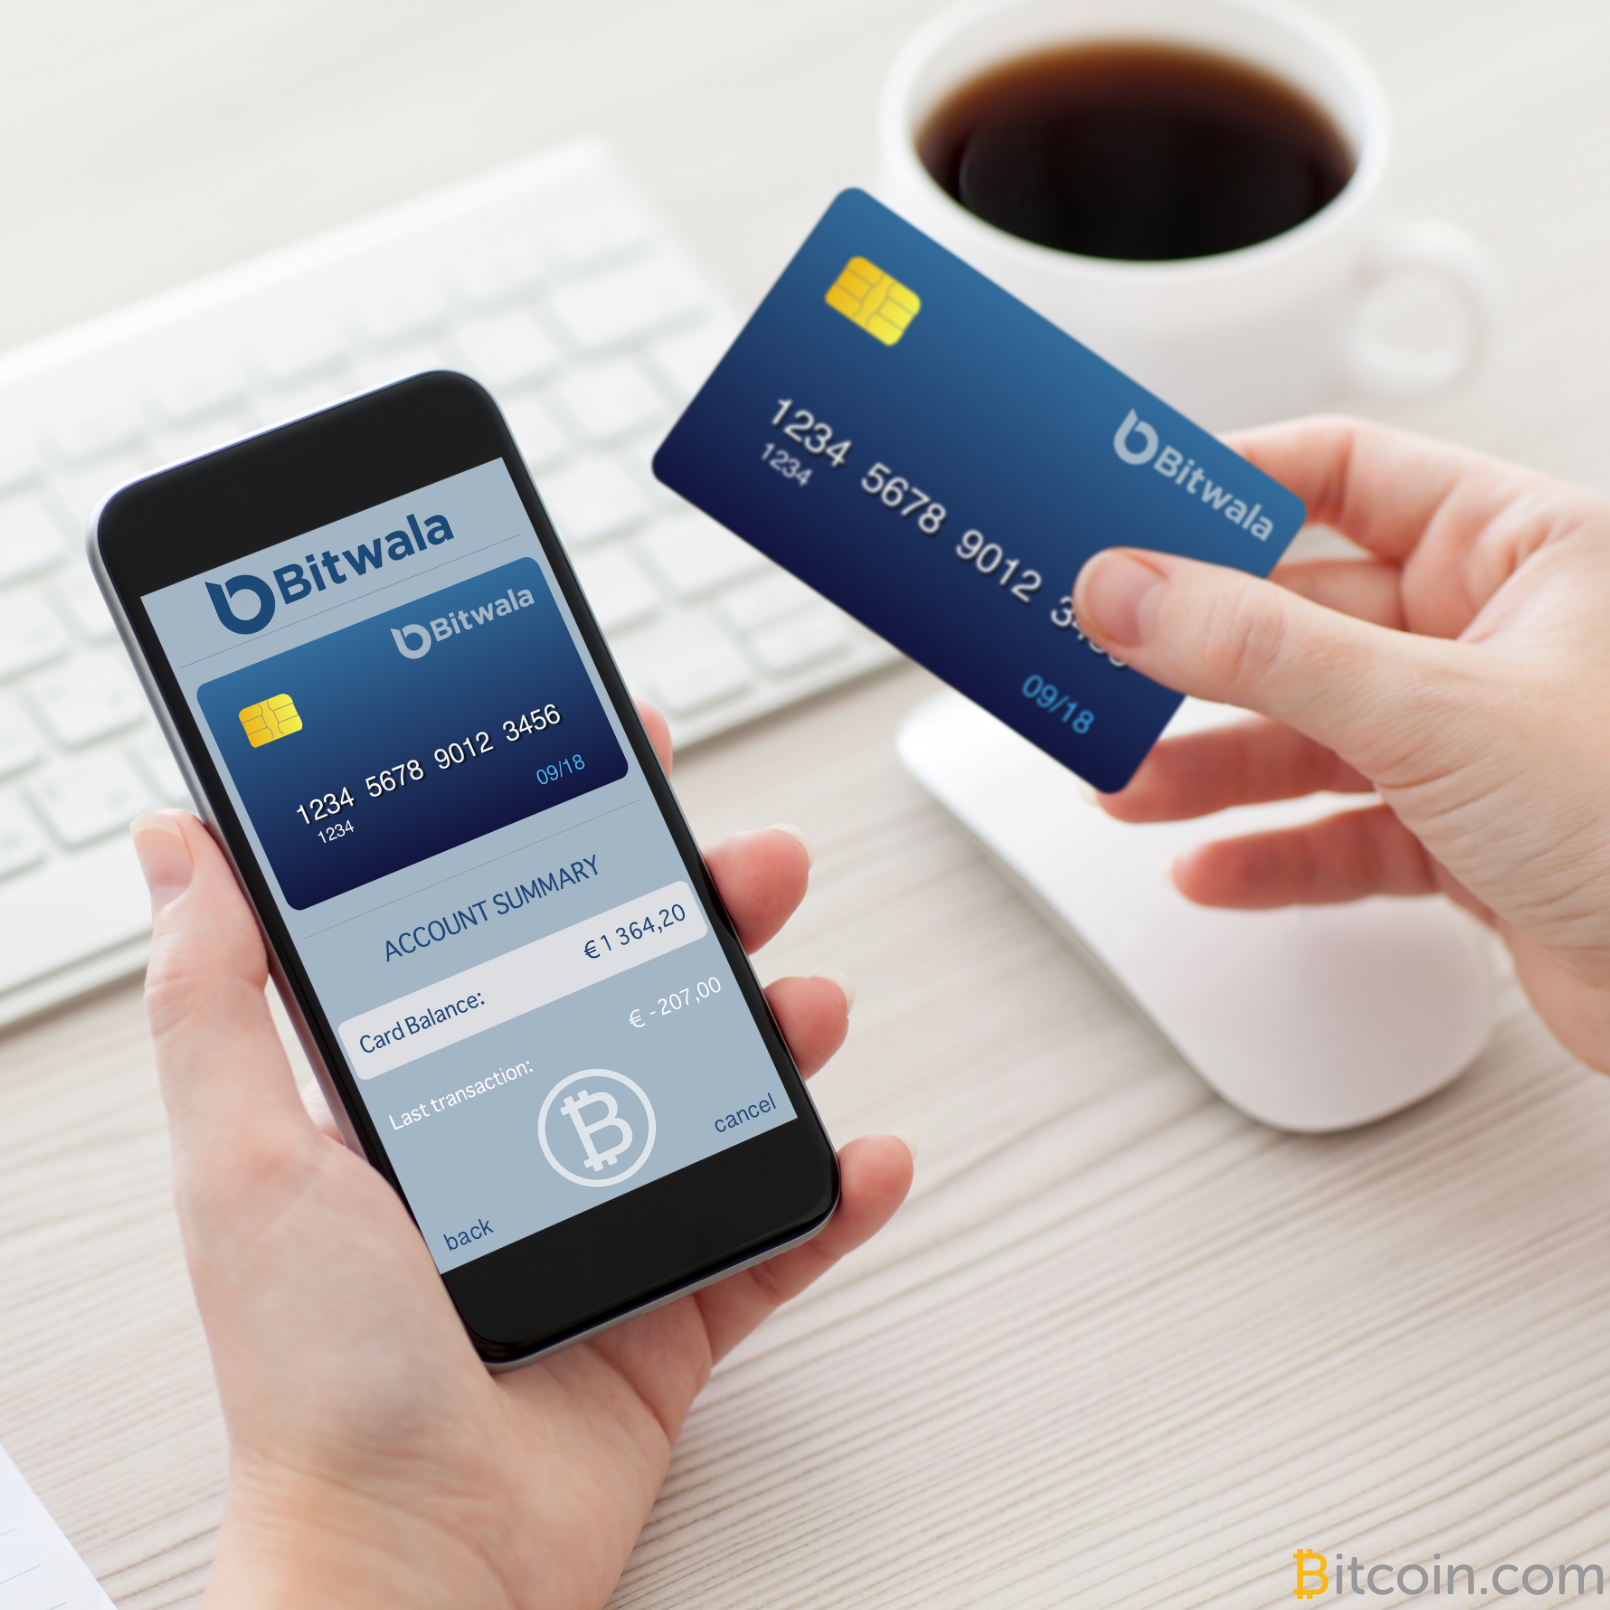 Bitwala
Bitwala
1234 5678 9012 3456
1234
09/18
ACCOUNT SUMMARY
Card Balance: € 1 364,20
Last transaction: € - 207,00
back
cancel
Bitwala
1234 5678 9012
1234
09/18
Bitcoin.com